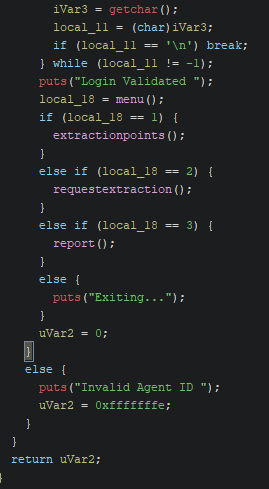 iVar3 = getchar();
local_11 = (char)iVar3;
if (local_11 == '\n') break;
} while (local_11 != -1);
puts("Login Validated ");
local_18 = menu();
if (local_18 == 1) {
extractionpoints();
}
else if (local_18 == 2) {
requestextraction();
}
else if (local_18 == 3) {
report();
}
else {
puts("Exiting...");
}
uVar2 = 0;
}
else {
puts("Invalid Agent ID ");
uVar2 = 0xfffffffe;
}
}
return uVar2;
}